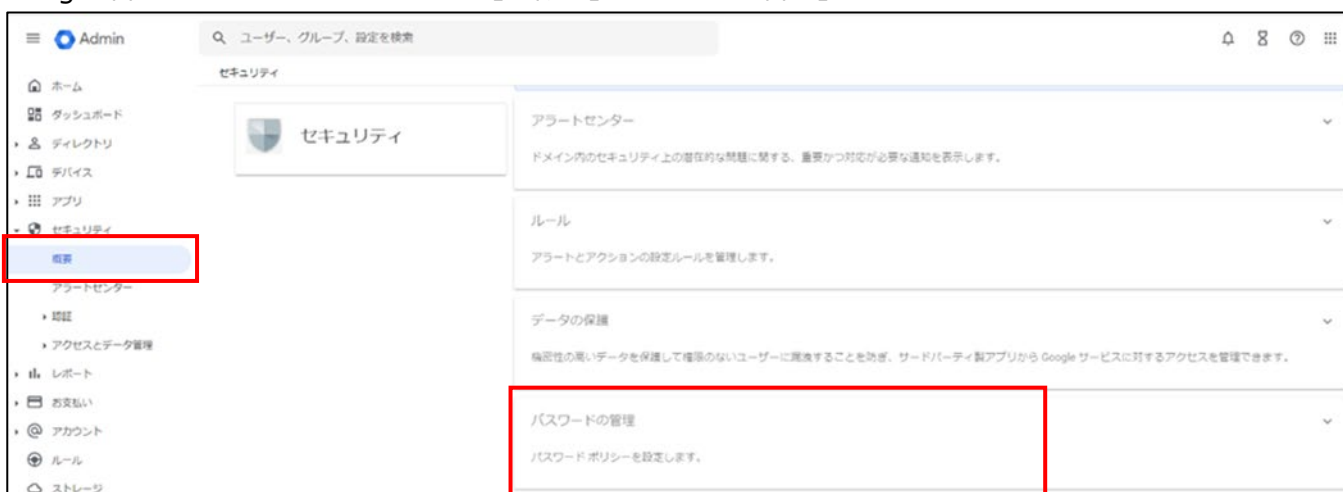 Admin
ユーザー、グループ、設定を検索
セキュリティ
ホーム
ダッシュボード
ディレクトリ
デバイス
アプリ
セキュリティ
概要
アラートセンター
認証
アクセスとデータ管理
レポート
お支払い
アカウント
ルール
ストレージ
セキュリティ
アラートセンター
ドメイン内のセキュリティ上の潜在的な問題に関する、重要かつ対応が必要な通知を表示します。
ルール
アラートとアクションの設定ルールを管理します。
データの保護
機密性の高いデータを保護して権限のないユーザーに漏洩することを防ぎ、サードパーティ製アプリから Google サービスに対するアクセスを管理できます。
パスワードの管理
パスワード ポリシーを設定します。